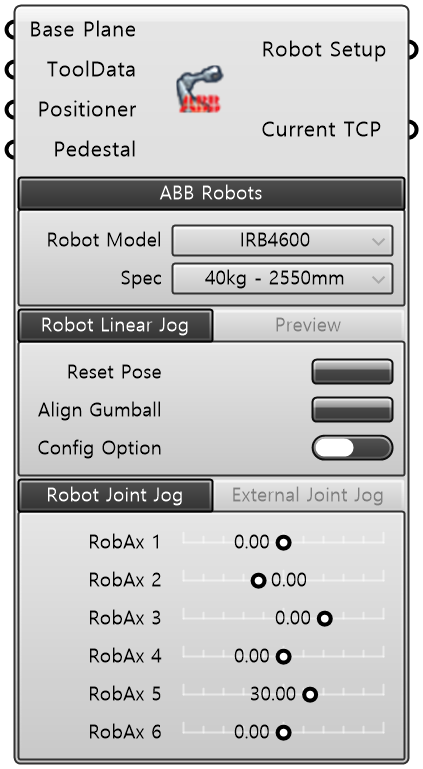 Base Plane
ToolData
Positioner
Pedestal
Robot Setup
Current TCP
ABB
ABB Robots
Robot Model IRB4600
Spec 40kg - 2550mm
Robot Linear Jog Preview
Reset Pose
Align Gumball
Config Option
Robot Joint Jog External Joint Jog
RobAx 1 0.00
RobAx 2 0.00
RobAx 3 0.00
RobAx 4 0.00
RobAx 5 30.00
RobAx 6 0.00